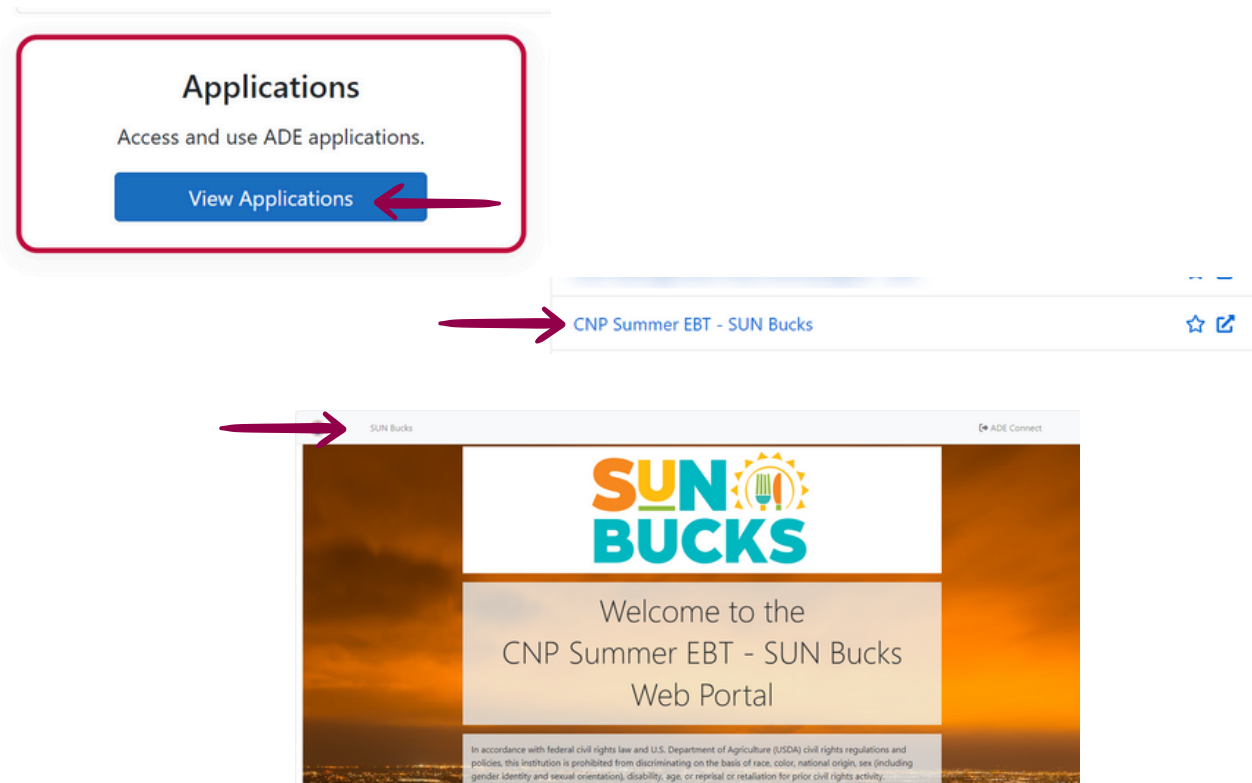 Applications
Access and use ADE applications.
View Applications
CNP Summer EBT - SUN Bucks
SUN Bucks
ADE Connect
SUN
BUCKS
Welcome to the
CNP Summer EBT - SUN Bucks
Web Portal
In accordance with federal civil rights law and U.S. Department of Agriculture (USDA) civil rights regulations and
policies, this institution is prohibited from discriminating on the basis of race, color, national origin, sex (including
gender identity and sexual orientation), disability, age, or reprisal or retaliation for prior civil rights activity.